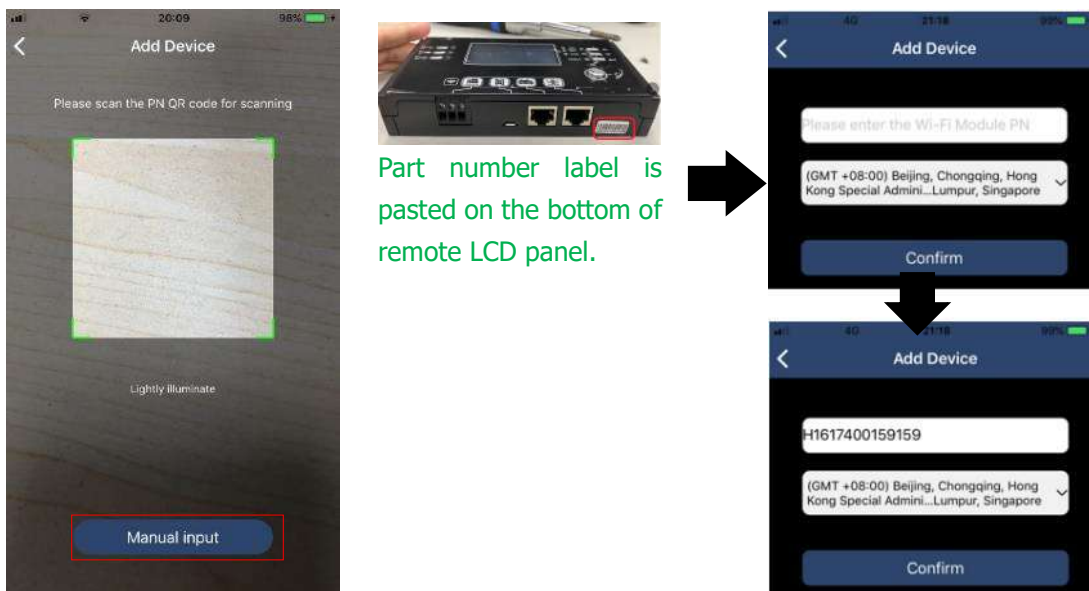 20:09
98%
Add Device
Please scan the PN QR code for scanning
Lightly illuminate
Manual input
Part number label is
pasted on the bottom of
remote LCD panel.
4G
21:18
99%
Add Device
Please enter the Wi-Fi Module PN
(GMT +08:00) Beijing, Chongqing, Hong
Kong Special Admini...Lumpur, Singapore
Confirm
4G
21:18
99%
Add Device
H1617400159159
(GMT +08:00) Beijing, Chongqing, Hong
Kong Special Admini...Lumpur, Singapore
Confirm